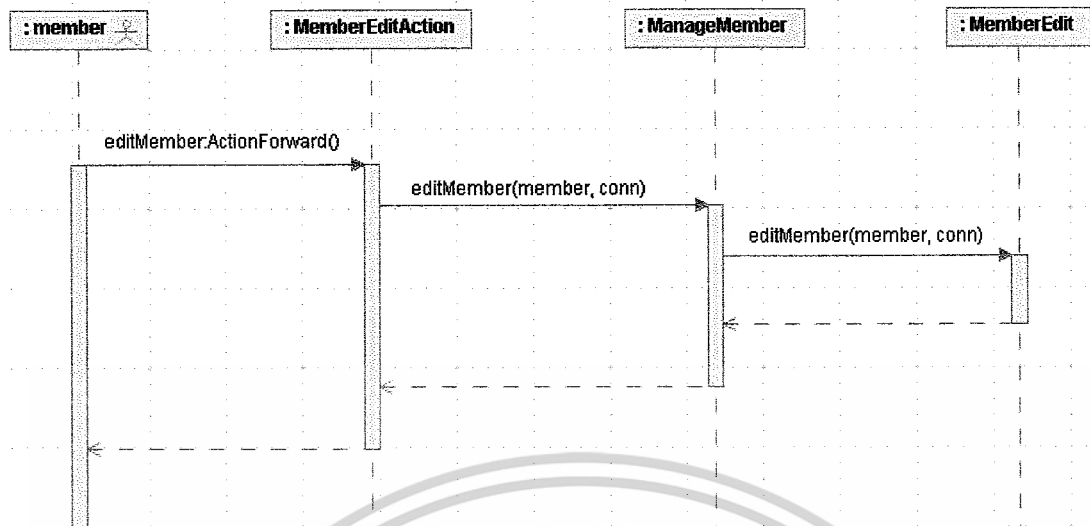 : member
: MemberEditAction
: ManageMember
: MemberEdit
editMember:ActionForward()
editMember(member, conn)
editMember(member, conn)